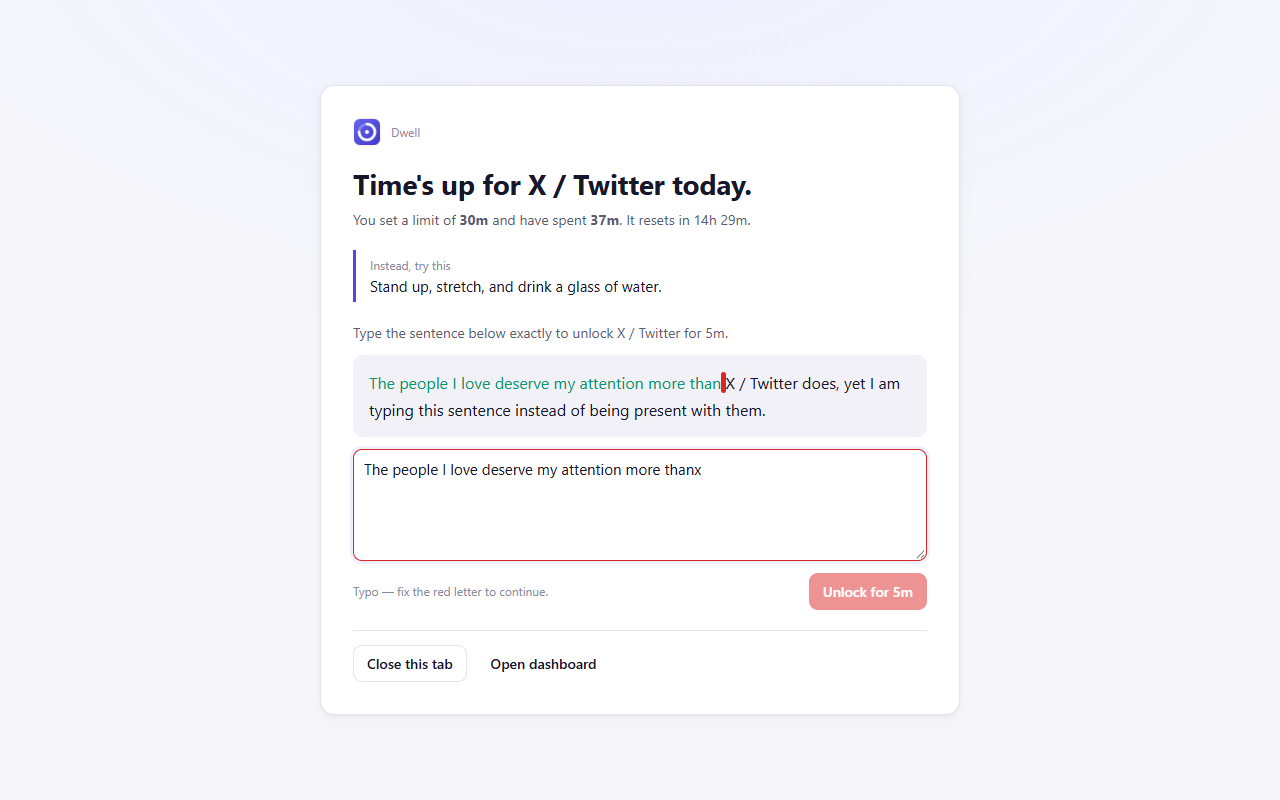 Dwell
Time's up for X / Twitter today.
You set a limit of 30m and have spent 37m. It resets in 14h 29m.
Instead, try this
Stand up, stretch, and drink a glass of water.
Type the sentence below exactly to unlock X / Twitter for 5m.
The people I love deserve my attention more than X / Twitter does, yet I am
typing this sentence instead of being present with them.
The people I love deserve my attention more thanx
Typo — fix the red letter to continue.
Unlock for 5m
Close this tab
Open dashboard